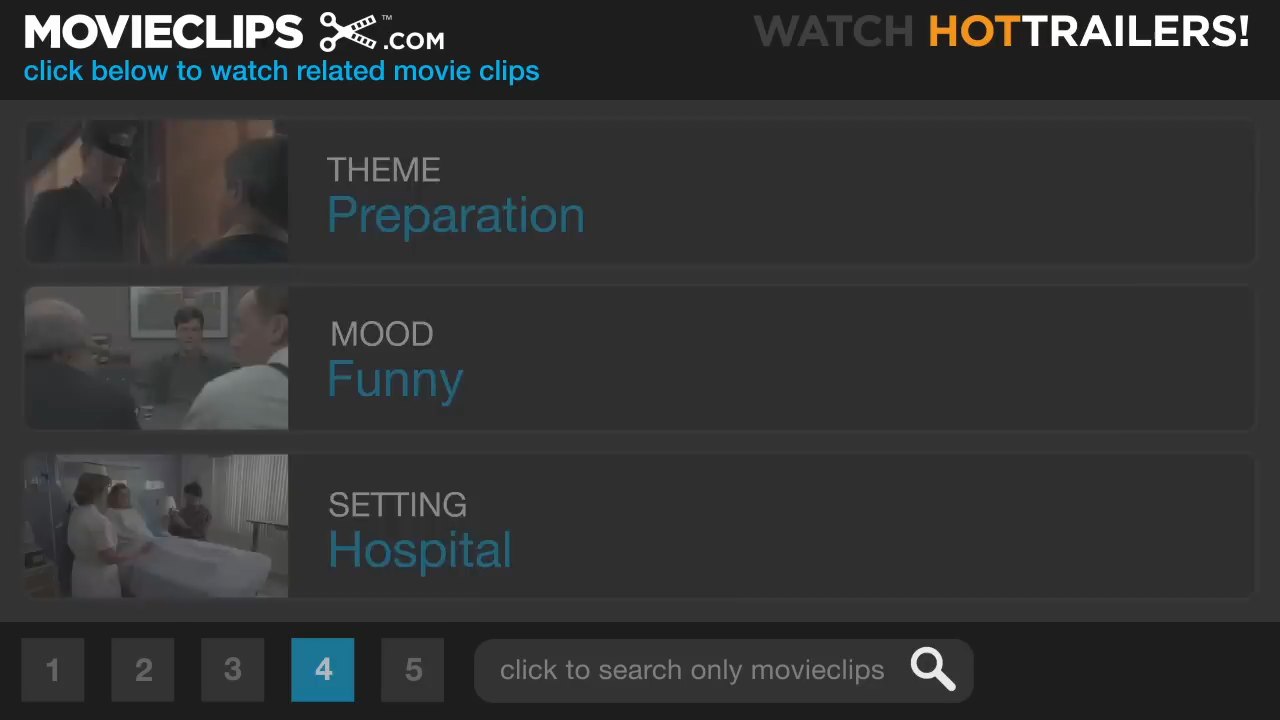 MOVIECLIPS ™ .COM
WATCH HOTTRAILERS!
click below to watch related movie clips
THEME
Preparation
MOOD
Funny
SETTING
Hospital
1 2 3 4 5 click to search only movieclips